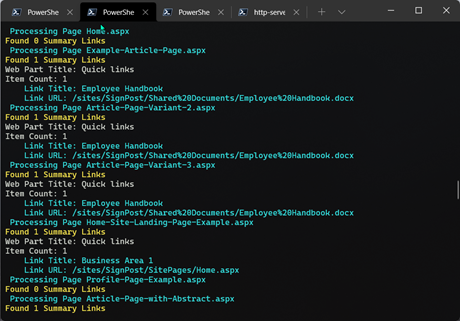 PowerShe
PowerShe
PowerShe
http-serve
Processing Page Home.aspx
Found 0 Summary Links
Processing Page Example-Article-Page.aspx
Found 1 Summary Links
Web Part Title: Quick links
Item Count: 1
Link Title: Employee Handbook
Link URL: /sites/SignPost/Shared%20Documents/Employee%20Handbook.docx
Processing Page Article-Page-Variant-2.aspx
Found 1 Summary Links
Web Part Title: Quick links
Item Count: 1
Link Title: Employee Handbook
Link URL: /sites/SignPost/Shared%20Documents/Employee%20Handbook.docx
Processing Page Article-Page-Variant-3.aspx
Found 1 Summary Links
Web Part Title: Quick links
Item Count: 1
Link Title: Employee Handbook
Link URL: /sites/SignPost/Shared%20Documents/Employee%20Handbook.docx
Processing Page Home-Site-Landing-Page-Example.aspx
Found 1 Summary Links
Web Part Title: Quick links
Item Count: 1
Link Title: Business Area 1
Link URL: /sites/SignPost/SitePages/Home.aspx
Processing Page Profile-Page-Example.aspx
Found 0 Summary Links
Processing Page Article-Page-with-Abstract.aspx
Found 1 Summary Links